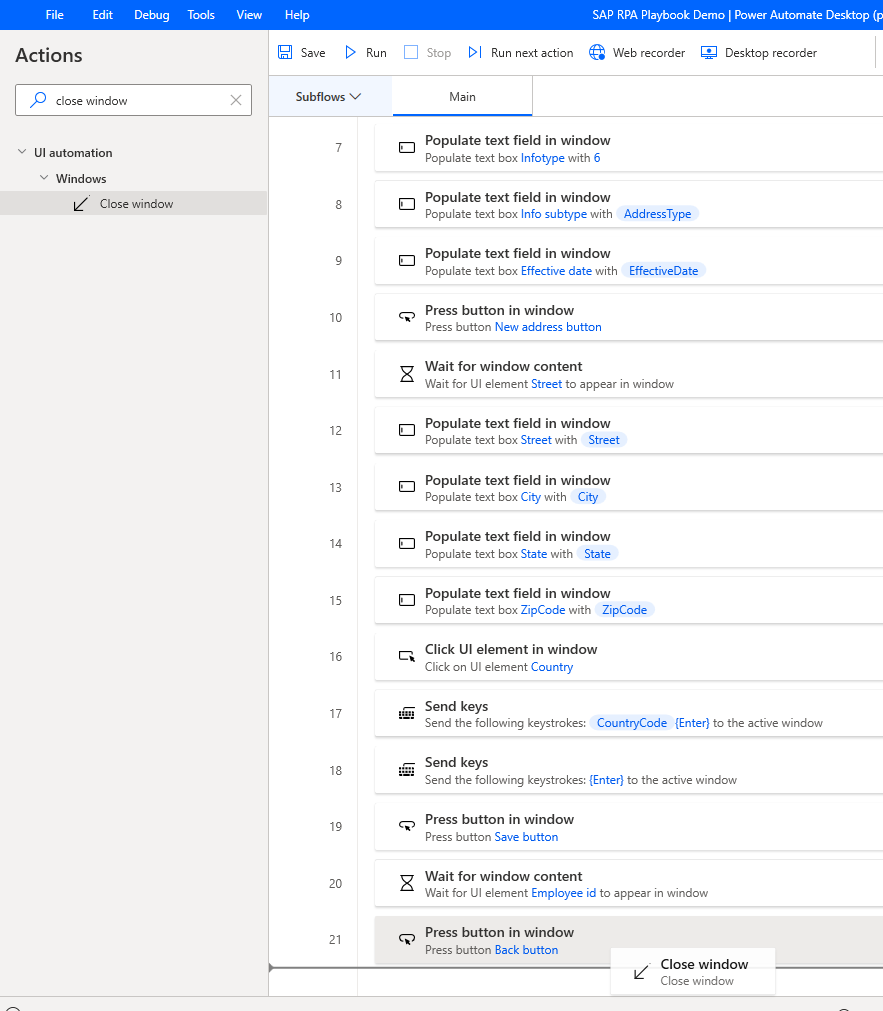 File Edit Debug Tools View Help SAP RPA Playbook Demo | Power Automate Desktop (p
Actions
Save Run Stop Run next action Web recorder Desktop recorder
close window
Subflows Main
UI automation
Windows
Close window
7 Populate text field in window
Populate text box Infotype with 6
8 Populate text field in window
Populate text box Info subtype with AddressType
9 Populate text field in window
Populate text box Effective date with EffectiveDate
10 Press button in window
Press button New address button
11 Wait for window content
Wait for UI element Street to appear in window
12 Populate text field in window
Populate text box Street with Street
13 Populate text field in window
Populate text box City with City
14 Populate text field in window
Populate text box State with State
15 Populate text field in window
Populate text box ZipCode with ZipCode
16 Click UI element in window
Click on UI element Country
17 Send keys
Send the following keystrokes: CountryCode {Enter} to the active window
18 Send keys
Send the following keystrokes: {Enter} to the active window
19 Press button in window
Press button Save button
20 Wait for window content
Wait for UI element Employee id to appear in window
21 Press button in window
Press button Back button
Close window
Close window